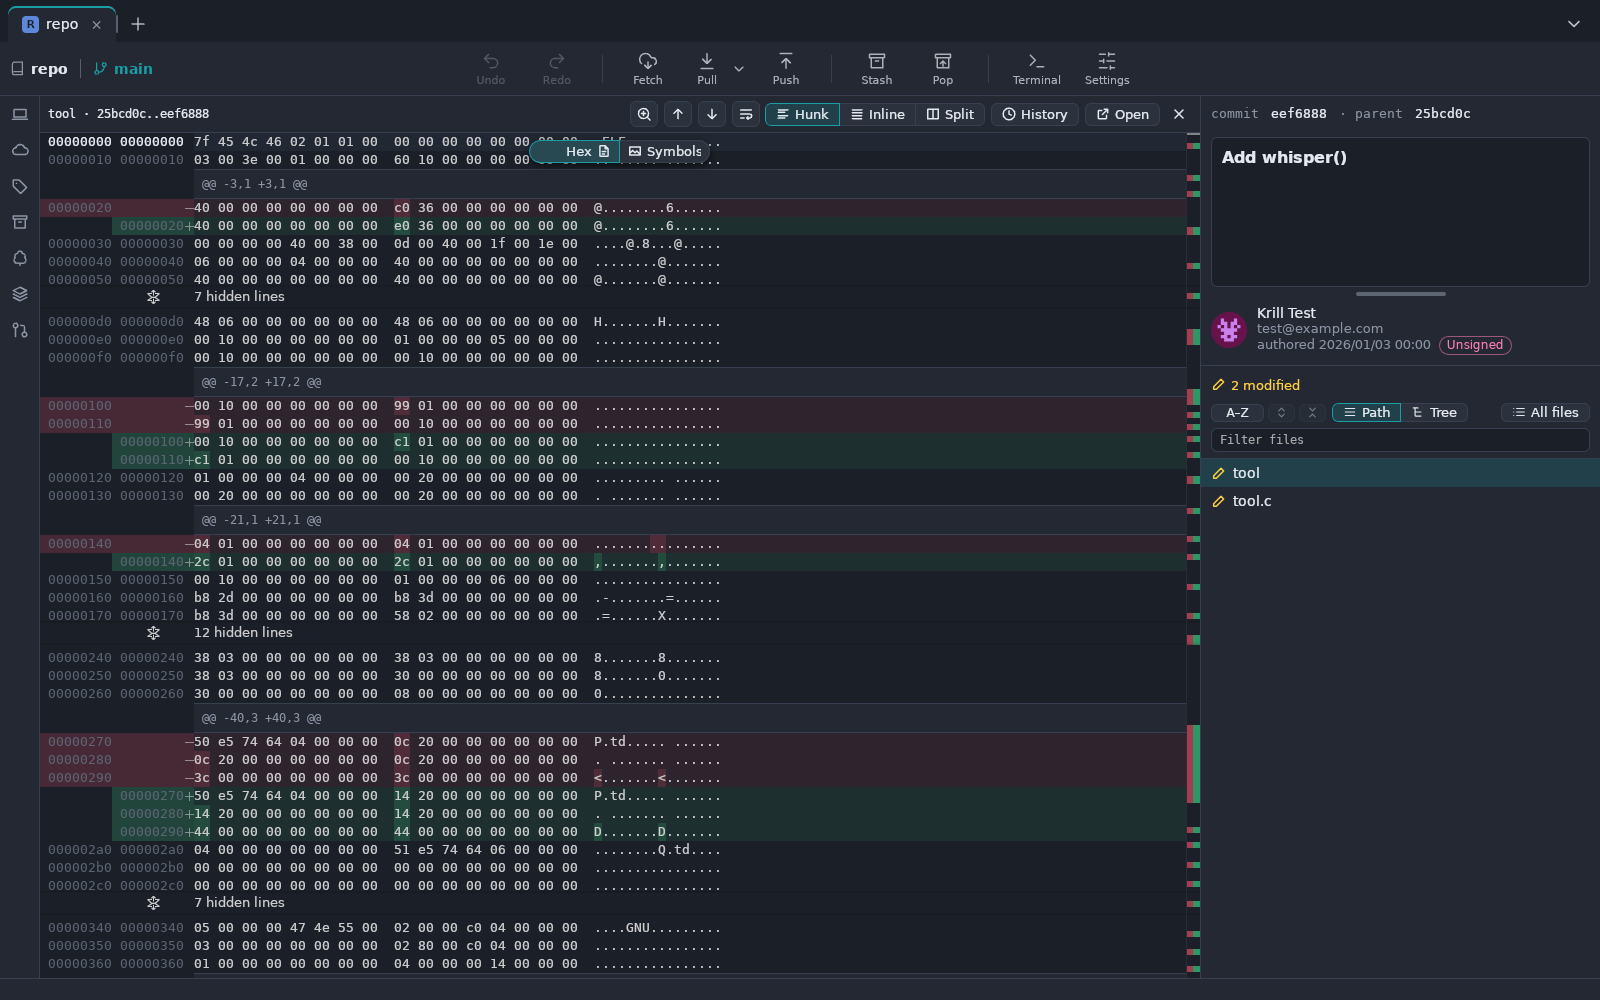 R repo
repo main
Undo Redo Fetch Pull Push Stash Pop Terminal Settings
tool · 25bcd0c..eef6888 Hunk Inline Split History Open
Hex Symbols
00000000 00000000 7f 45 4c 46 02 01 01 00 00 00 00 00 00
00000010 00000010 03 00 3e 00 01 00 00 00 60 10 00 00 00
@@ -3,1 +3,1 @@
00000020 —40 00 00 00 00 00 00 00 c0 36 00 00 00 00 00 00 @........6......
00000020+40 00 00 00 00 00 00 00 e0 36 00 00 00 00 00 00 @........6......
00000030 00000030 00 00 00 00 40 00 38 00 0d 00 40 00 1f 00 1e 00 ....@.8...@.....
00000040 00000040 06 00 00 00 04 00 00 00 40 00 00 00 00 00 00 00 ........@.......
00000050 00000050 40 00 00 00 00 00 00 00 40 00 00 00 00 00 00 00 @.......@.......
7 hidden lines
000000d0 000000d0 48 06 00 00 00 00 00 00 48 06 00 00 00 00 00 00 H.......H.......
000000e0 000000e0 00 10 00 00 00 00 00 00 01 00 00 00 05 00 00 00 ................
000000f0 000000f0 00 10 00 00 00 00 00 00 00 10 00 00 00 00 00 00 ................
@@ -17,2 +17,2 @@
00000100 —00 10 00 00 00 00 00 00 99 01 00 00 00 00 00 00 ................
00000110 —99 01 00 00 00 00 00 00 00 10 00 00 00 00 00 00 ................
00000100+00 10 00 00 00 00 00 00 c1 01 00 00 00 00 00 00 ................
00000110+c1 01 00 00 00 00 00 00 00 10 00 00 00 00 00 00 ................
00000120 00000120 01 00 00 00 04 00 00 00 00 20 00 00 00 00 00 00 ......... ......
00000130 00000130 00 20 00 00 00 00 00 00 00 20 00 00 00 00 00 00 . ....... ......
@@ -21,1 +21,1 @@
00000140 —04 01 00 00 00 00 00 00 04 01 00 00 00 00 00 00 ................
00000140+2c 01 00 00 00 00 00 00 2c 01 00 00 00 00 00 00 ,.......,.......
00000150 00000150 00 10 00 00 00 00 00 00 01 00 00 00 06 00 00 00 ................
00000160 00000160 b8 2d 00 00 00 00 00 00 b8 3d 00 00 00 00 00 00 .-.......=......
00000170 00000170 b8 3d 00 00 00 00 00 00 58 02 00 00 00 00 00 00 .=......X.......
12 hidden lines
00000240 00000240 38 03 00 00 00 00 00 00 38 03 00 00 00 00 00 00 8.......8.......
00000250 00000250 38 03 00 00 00 00 00 00 30 00 00 00 00 00 00 00 8.......0.......
00000260 00000260 30 00 00 00 00 00 00 00 08 00 00 00 00 00 00 00 0...............
@@ -40,3 +40,3 @@
00000270 —50 e5 74 64 04 00 00 00 0c 20 00 00 00 00 00 00 P.td..... ......
00000280 —0c 20 00 00 00 00 00 00 0c 20 00 00 00 00 00 00 . ....... ......
00000290 —3c 00 00 00 00 00 00 00 3c 00 00 00 00 00 00 00 <.......<.......
00000270+50 e5 74 64 04 00 00 00 14 20 00 00 00 00 00 00 P.td..... ......
00000280+14 20 00 00 00 00 00 00 14 20 00 00 00 00 00 00 . ....... ......
00000290+44 00 00 00 00 00 00 00 44 00 00 00 00 00 00 00 D.......D.......
000002a0 000002a0 04 00 00 00 00 00 00 00 51 e5 74 64 06 00 00 00 ........Q.td....
000002b0 000002b0 00 00 00 00 00 00 00 00 00 00 00 00 00 00 00 00 ................
000002c0 000002c0 00 00 00 00 00 00 00 00 00 00 00 00 00 00 00 00 ................
7 hidden lines
00000340 00000340 05 00 00 00 47 4e 55 00 02 00 00 c0 04 00 00 00 ....GNU.........
00000350 00000350 03 00 00 00 00 00 00 00 02 80 00 c0 04 00 00 00 ................
00000360 00000360 01 00 00 00 00 00 00 00 04 00 00 00 14 00 00 00 ................
commit eef6888 · parent 25bcd0c
Add whisper()
Krill Test
test@example.com
authored 2026/01/03 00:00 Unsigned
2 modified
A-Z Path Tree All files
Filter files
tool
tool.c